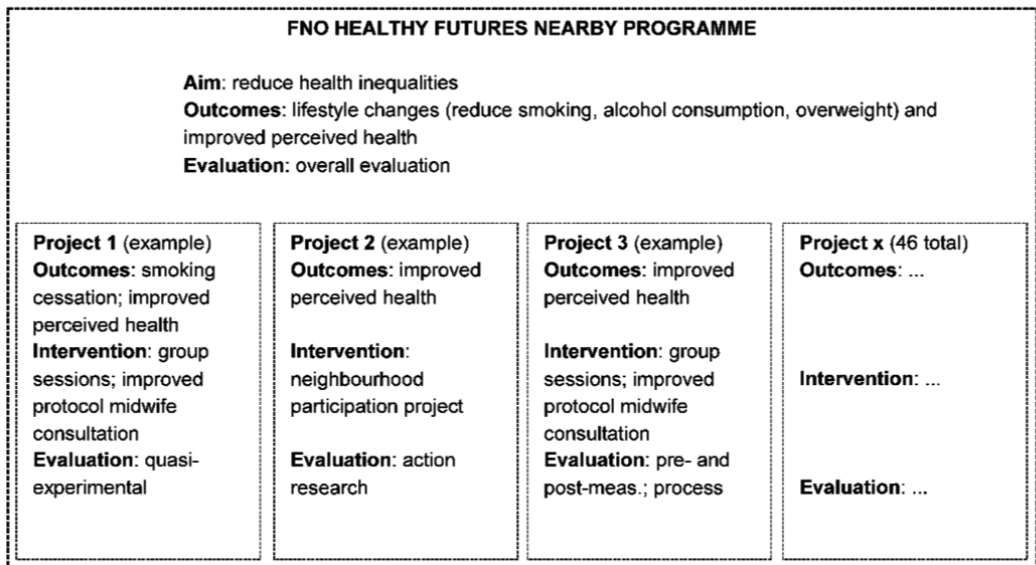 FNO HEALTHY FUTURES NEARBY PROGRAMME
Aim: reduce health inequalities
Outcomes: lifestyle changes (reduce smoking, alcohol consumption, overweight) and
improved perceived health
Evaluation: overall evaluation
Project 1 (example)
Outcomes: smoking
cessation; improved
perceived health
Intervention: group
sessions; improved
protocol midwife
consultation
Evaluation: quasi-
experimental
Project 2 (example)
Outcomes: improved
perceived health
Intervention:
neighbourhood
participation project
Evaluation: action
research
Project 3 (example)
Outcomes: improved
perceived health
Intervention: group
sessions; improved
protocol midwife
consultation
Evaluation: pre- and
post-meas.; process
Project x (46 total)
Outcomes: ...
Intervention: ...
Evaluation: ...